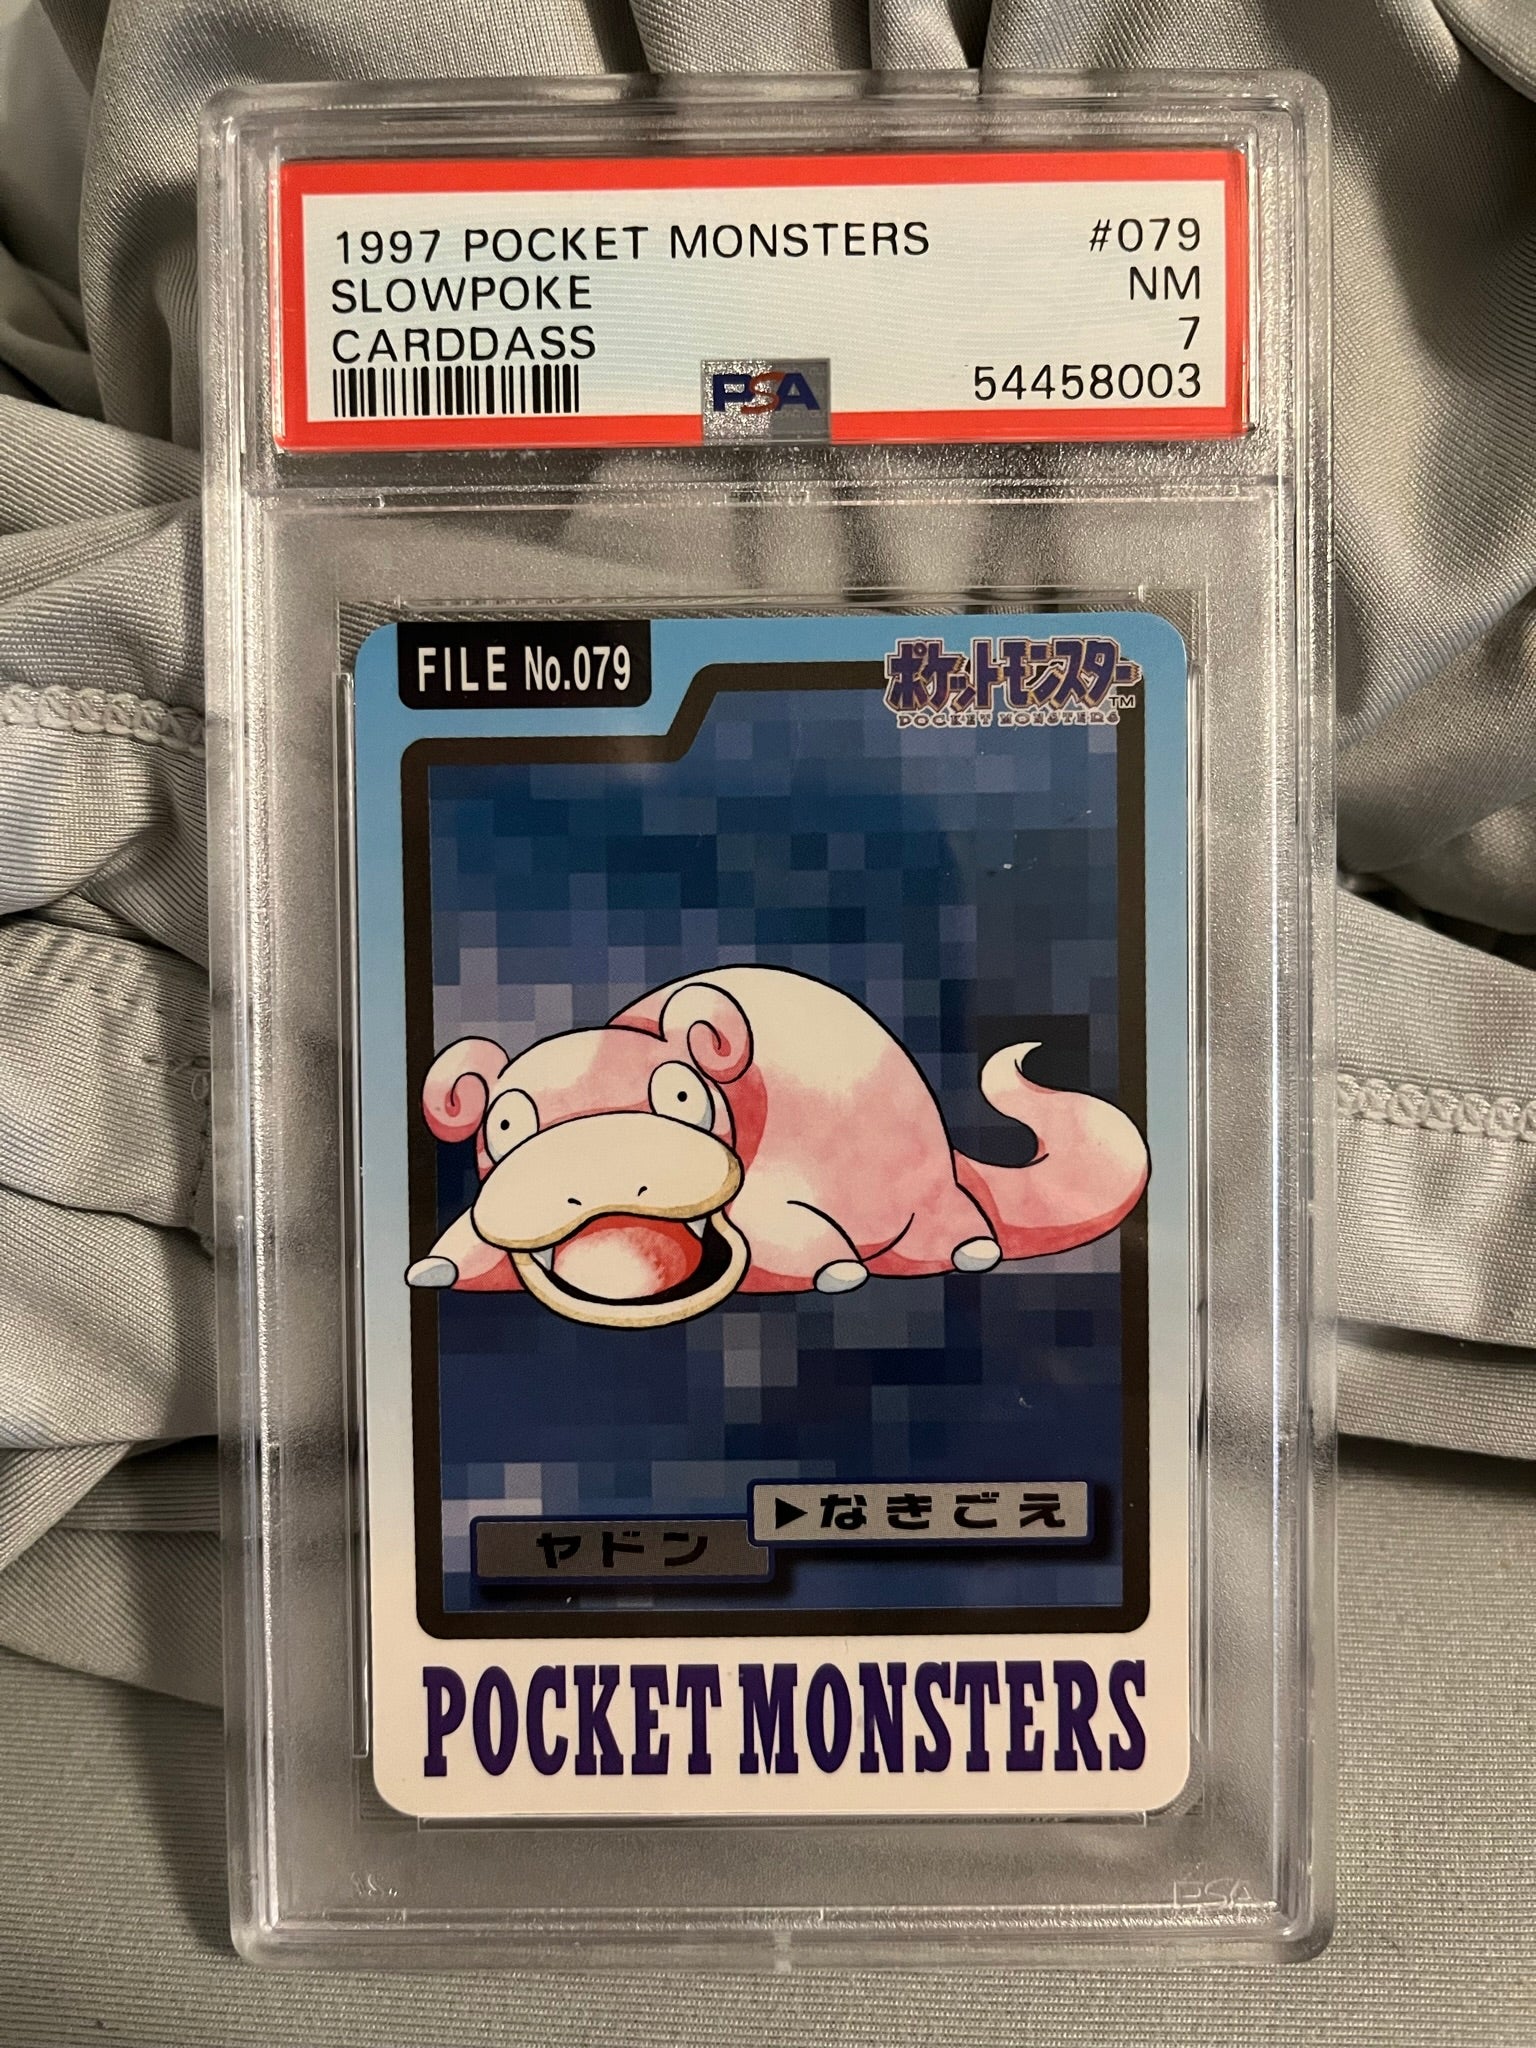 1997 POCKET MONSTERS #079
SLOWPOKE NM
CARDDASS 7
PSA 54458003
FILE No.079
ポケットモンスター TM
POCKET MONSTERS
▶なきごえ
ヤドン
POCKET MONSTERS
PSA